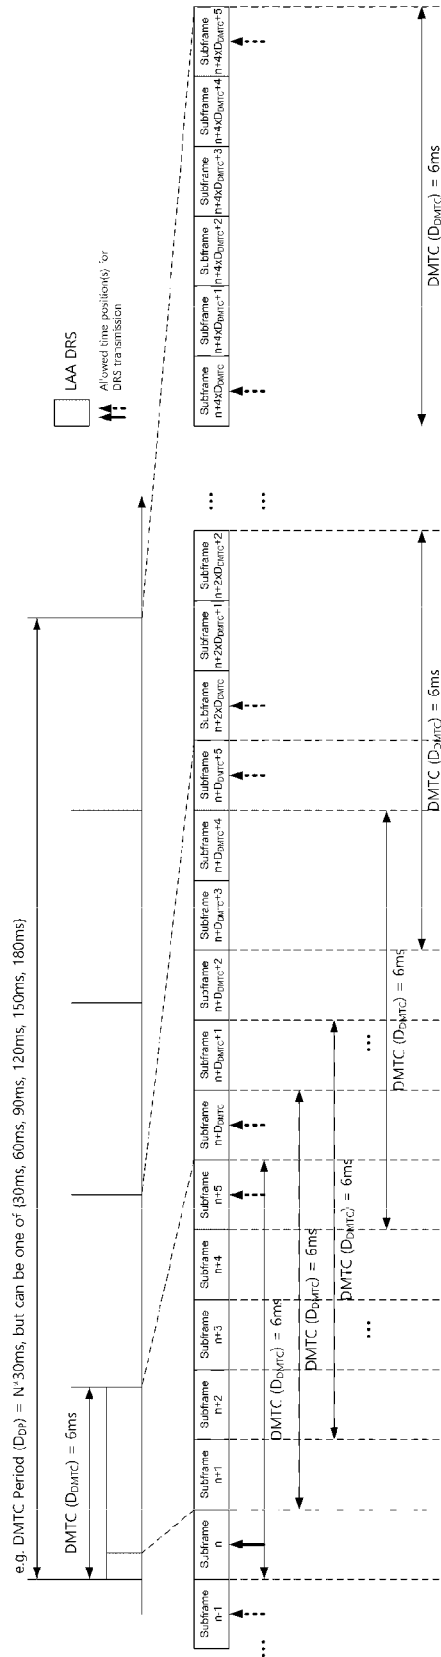 e.g. DMTC Period (D_DP) = N*30ms, but can be one of {30ms, 60ms, 90ms, 120ms, 150ms, 180ms}
DMTC (D_DMTC) = 6ms
LAA DRS
Allowed time position(s) for
DRS transmission
Subframe
n-1
Subframe
n
Subframe
n+1
Subframe
n+2
Subframe
n+3
Subframe
n+4
Subframe
n+5
Subframe
n+D_DMTC
Subframe
n+D_DMTC+1
Subframe
n+D_DMTC+2
Subframe
n+D_DMTC+3
Subframe
n+D_DMTC+4
Subframe
n+D_DMTC+5
Subframe
n+2xD_DMTC
Subframe
n+2xD_DMTC+1
Subframe
n+2xD_DMTC+2
...
Subframe
n+4xD_DMTC
Subframe
n+4xD_DMTC+1
Subframe
n+4xD_DMTC+2
Subframe
n+4xD_DMTC+3
Subframe
n+4xD_DMTC+4
Subframe
n+4xD_DMTC+5
...
...
DMTC (D_DMTC) = 6ms
DMTC (D_DMTC) = 6ms
DMTC (D_DMTC) = 6ms
...
...
DMTC (D_DMTC) = 6ms
DMTC (D_DMTC) = 6ms
DMTC (D_DMTC) = 6ms